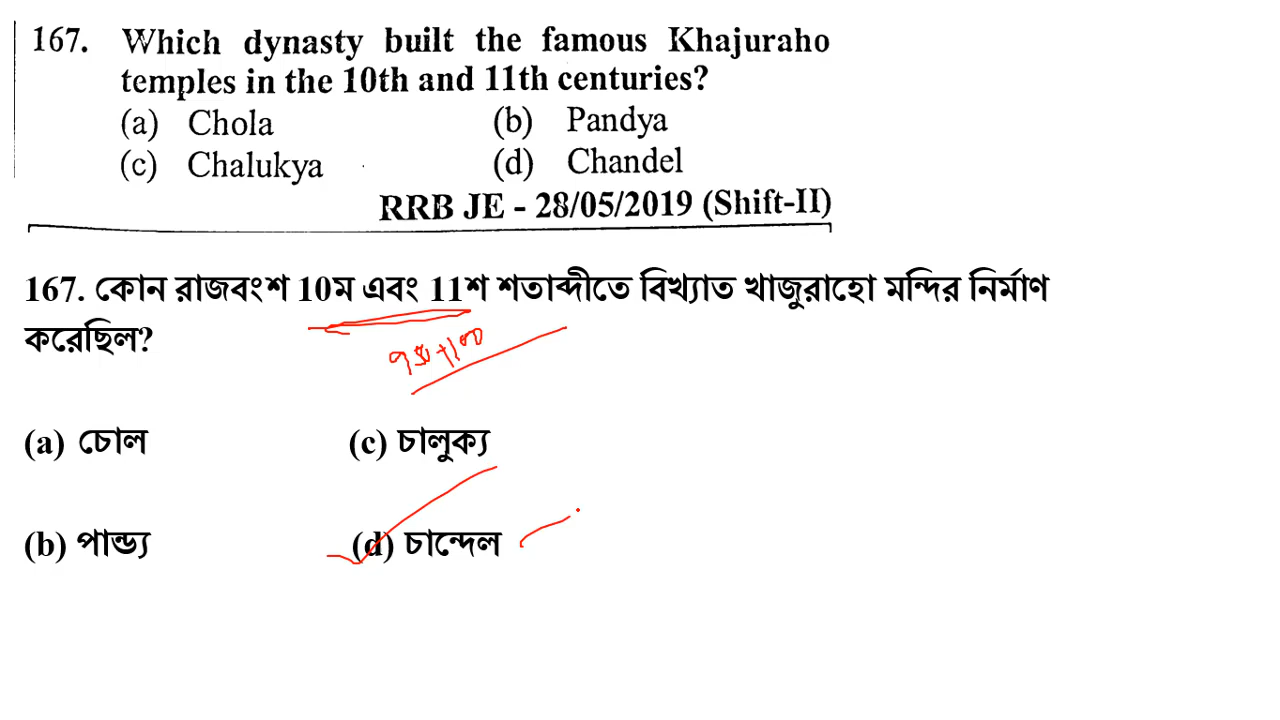 167. Which dynasty built the famous Khajuraho
temples in the 10th and 11th centuries?
(a) Chola (b) Pandya
(c) Chalukya (d) Chandel
RRB JE - 28/05/2019 (Shift-II)
167. কোন রাজবংশ 10ম এবং 11শ শতাব্দীতে বিখ্যাত খাজুরাহো মন্দির নির্মাণ
করেছিল?
(a) চোল (c) চালুক্য
(b) পান্ড্য (d) চান্দেল